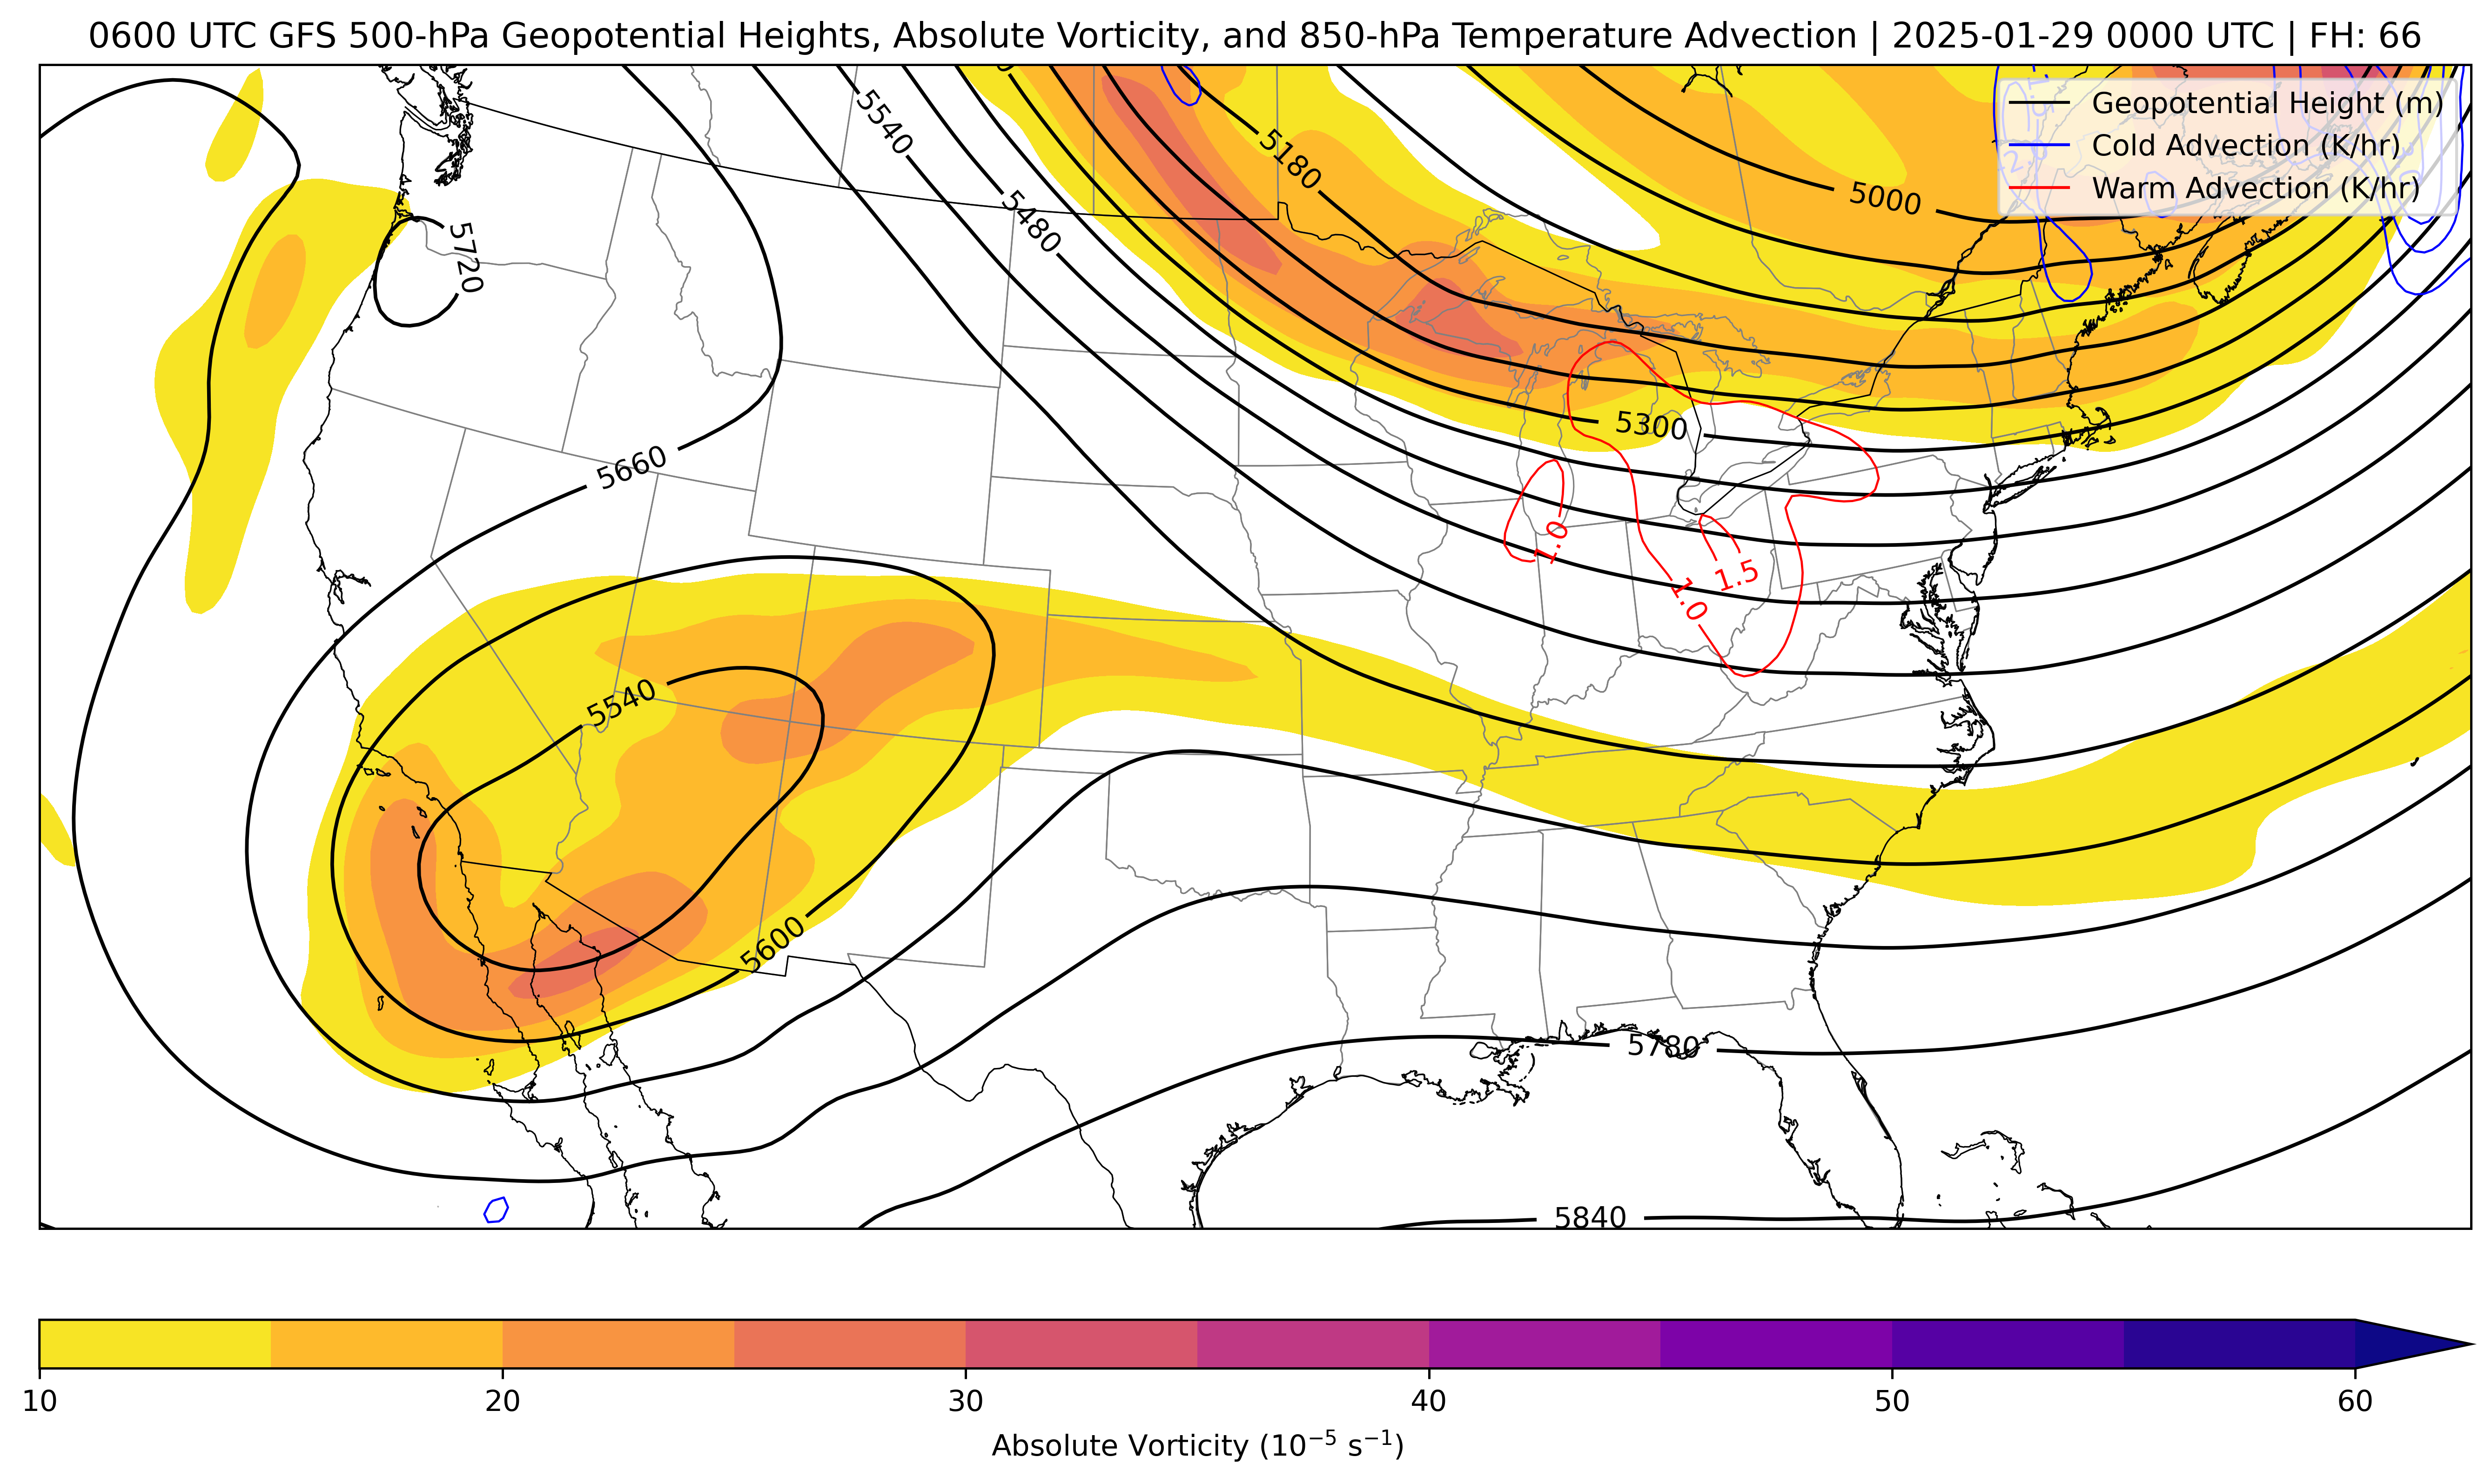 0600 UTC GFS 500-hPa Geopotential Heights, Absolute Vorticity, and 850-hPa Temperature Advection | 2025-01-29 0000 UTC | FH: 66
Geopotential Height (m)
Cold Advection (K/hr)
Warm Advection (K/hr)
5540
5180
5000
5480
5720
5300
5660
1.0
1.5
1.0
5540
5600
5780
5840
10 20 30 40 50 60
Absolute Vorticity (10⁻⁵ s⁻¹)